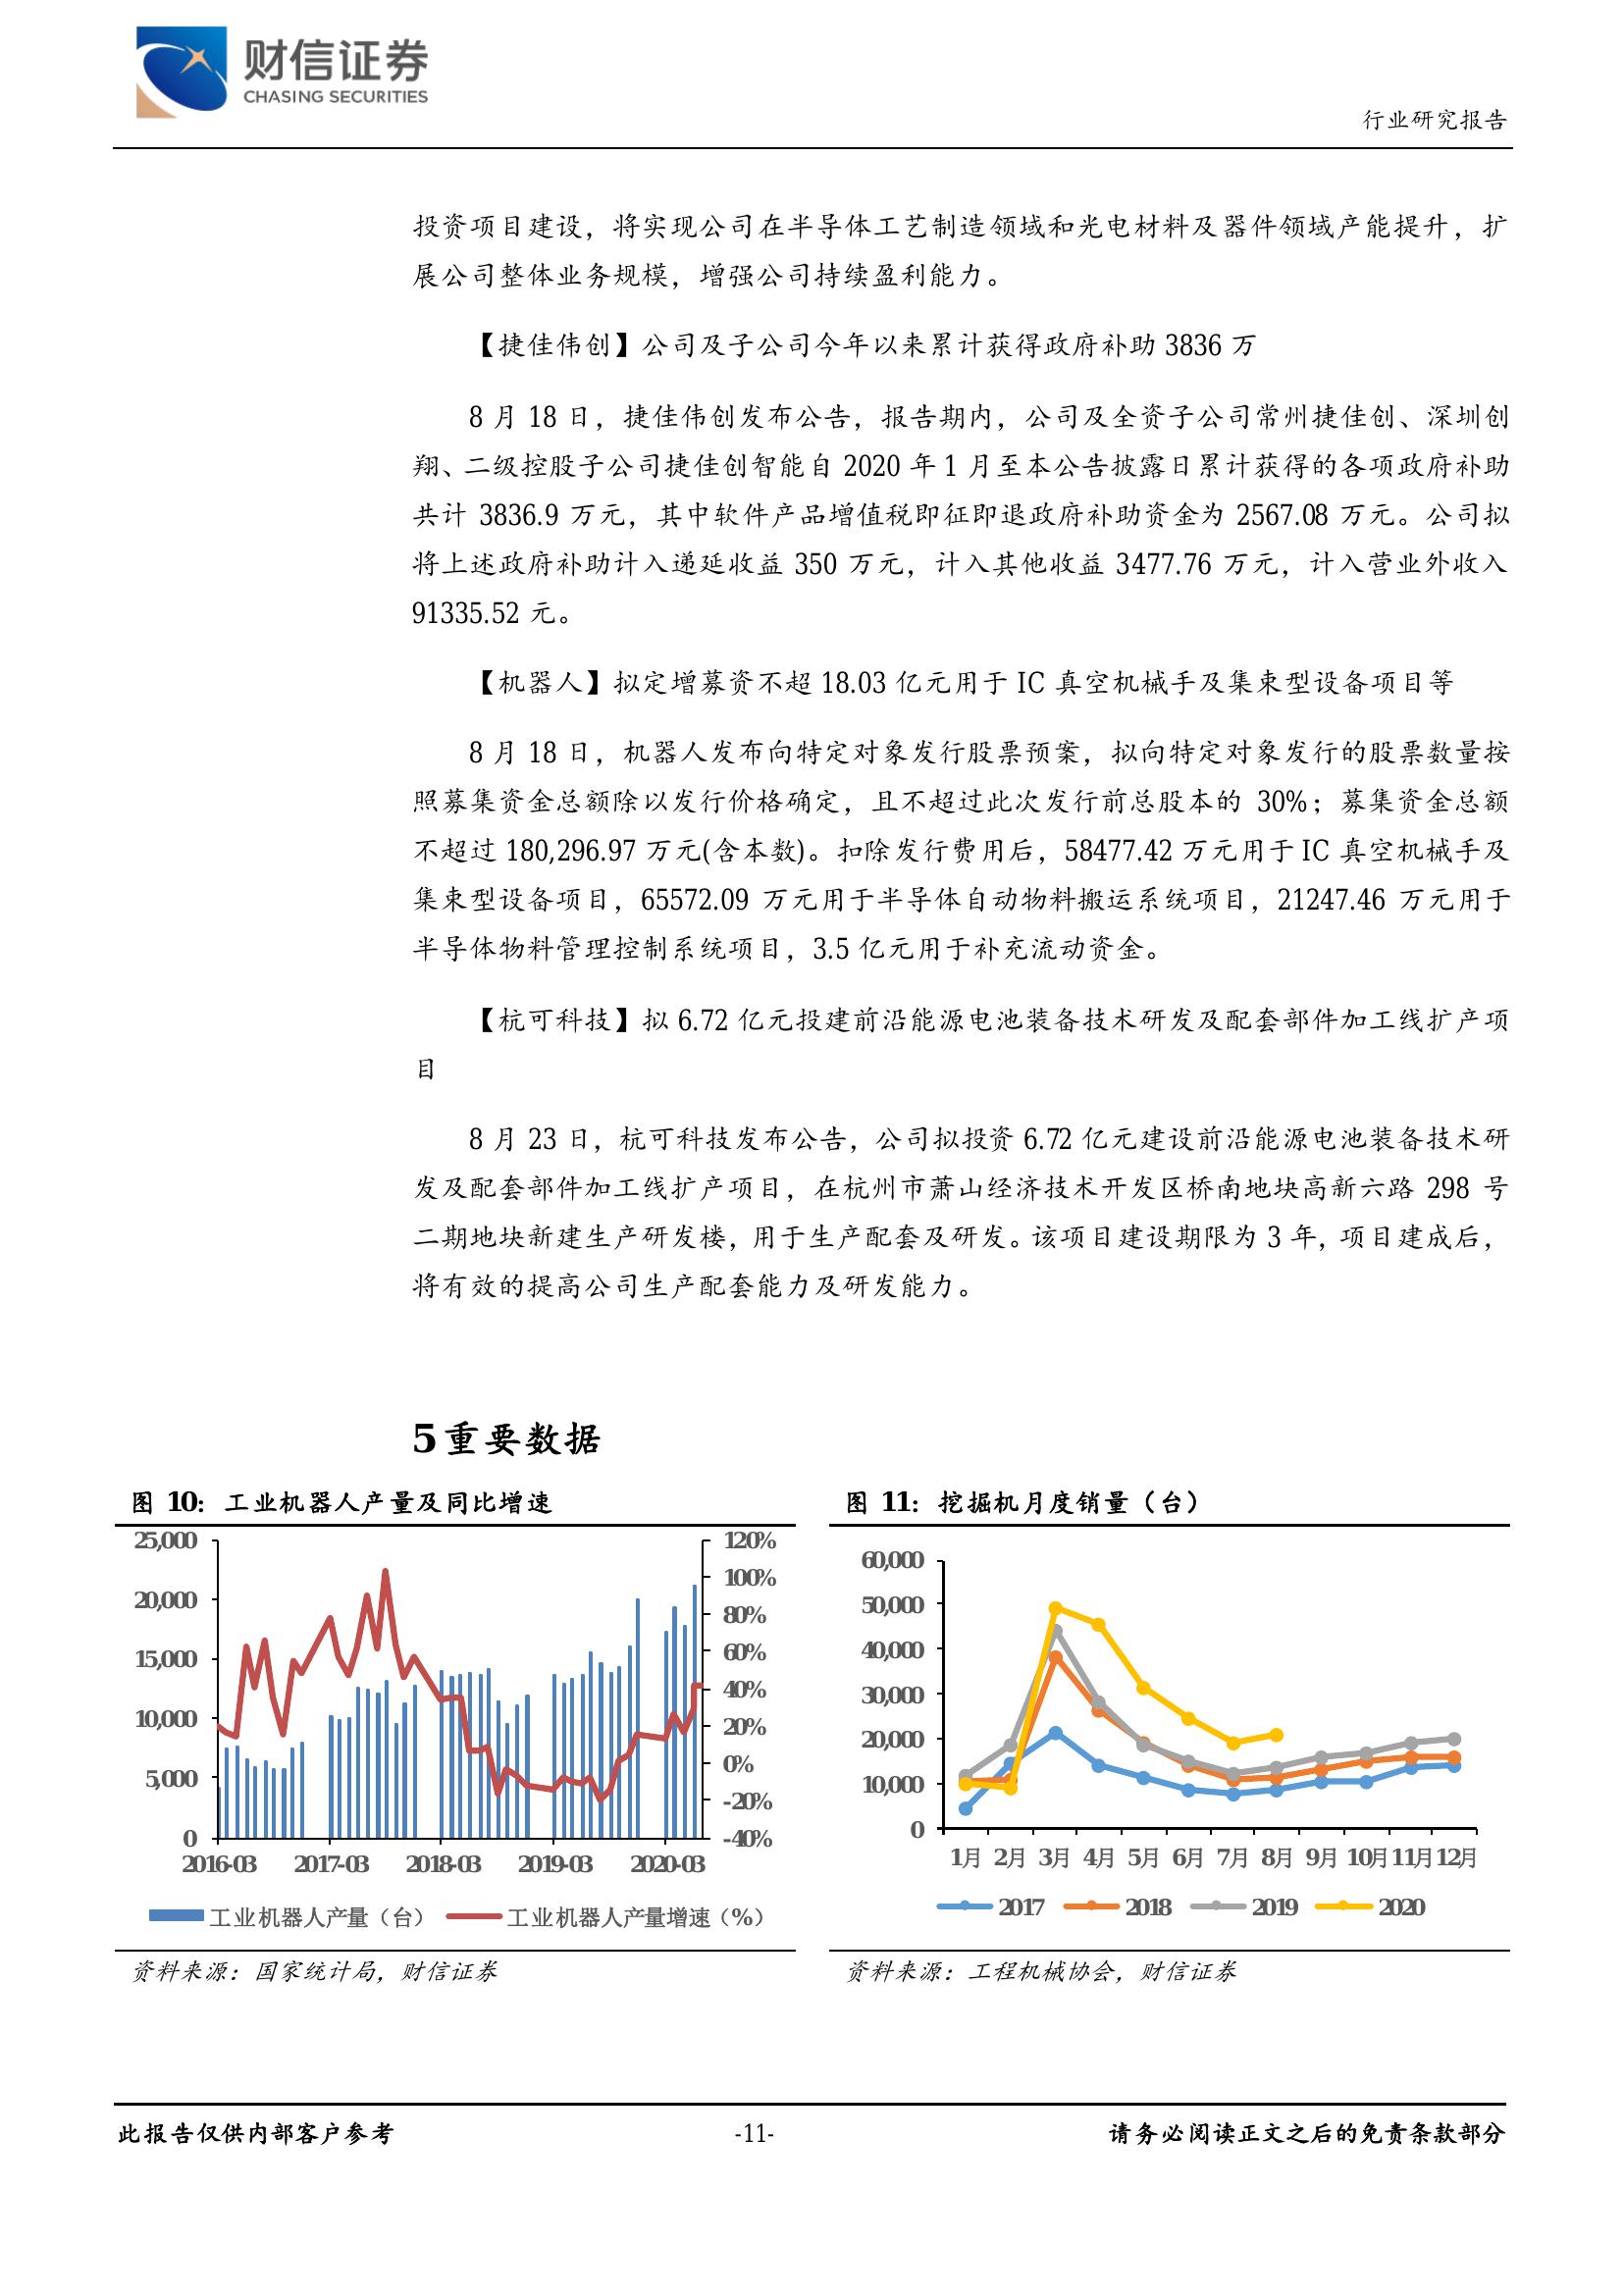 财信证券
CHASING SECURITIES
行业研究报告
投资项目建设，将实现公司在半导体工艺制造领域和光电材料及器件领域产能提升，扩
展公司整体业务规模，增强公司持续盈利能力。
【捷佳伟创】公司及子公司今年以来累计获得政府补助 3836 万
8 月 18 日，捷佳伟创发布公告，报告期内，公司及全资子公司常州捷佳创、深圳创
翔、二级控股子公司捷佳创智能自 2020 年 1 月至本公告披露日累计获得的各项政府补助
共计 3836.9 万元，其中软件产品增值税即征即退政府补助资金为 2567.08 万元。公司拟
将上述政府补助计入递延收益 350 万元，计入其他收益 3477.76 万元，计入营业外收入
91335.52 元。
【机器人】拟定增募资不超 18.03 亿元用于 IC 真空机械手及集束型设备项目等
8 月 18 日，机器人发布向特定对象发行股票预案，拟向特定对象发行的股票数量按
照募集资金总额除以发行价格确定，且不超过此次发行前总股本的 30%；募集资金总额
不超过 180,296.97 万元(含本数)。扣除发行费用后，58477.42 万元用于 IC 真空机械手及
集束型设备项目，65572.09 万元用于半导体自动物料搬运系统项目，21247.46 万元用于
半导体物料管理控制系统项目，3.5 亿元用于补充流动资金。
【杭可科技】拟 6.72 亿元投建前沿能源电池装备技术研发及配套部件加工线扩产项
目
8 月 23 日，杭可科技发布公告，公司拟投资 6.72 亿元建设前沿能源电池装备技术研
发及配套部件加工线扩产项目，在杭州市萧山经济技术开发区桥南地块高新六路 298 号
二期地块新建生产研发楼，用于生产配套及研发。该项目建设期限为 3 年，项目建成后，
将有效的提高公司生产配套能力及研发能力。
5 重要数据
图 10：工业机器人产量及同比增速
25,000
20,000
15,000
10,000
5,000
0
120%
100%
80%
60%
40%
20%
0%
-20%
-40%
2016-03 2017-03 2018-03 2019-03 2020-03
工业机器人产量（台） 工业机器人产量增速（%）
资料来源：国家统计局，财信证券
图 11：挖掘机月度销量（台）
60,000
50,000
40,000
30,000
20,000
10,000
0
1月 2月 3月 4月 5月 6月 7月 8月 9月 10月 11月 12月
2017 2018 2019 2020
资料来源：工程机械协会，财信证券
此报告仅供内部客户参考 -11- 请务必阅读正文之后的免责条款部分